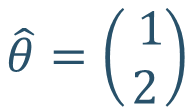 θ̂ = (1
2)